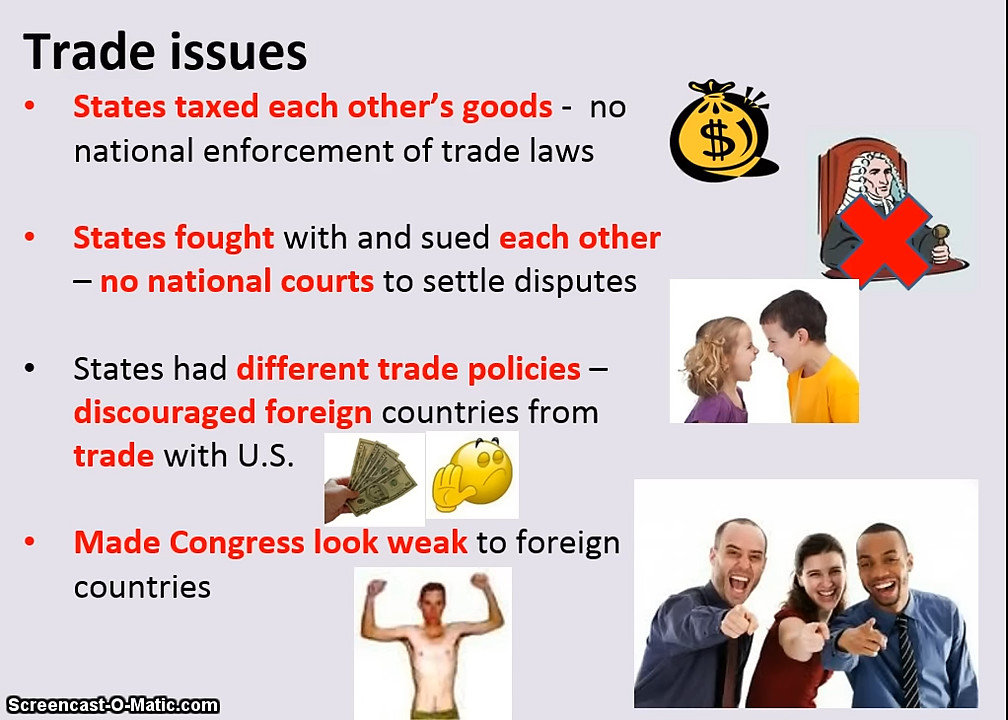 Trade issues
• States taxed each other’s goods - no
national enforcement of trade laws
$
• States fought with and sued each other
– no national courts to settle disputes
• States had different trade policies –
discouraged foreign countries from
trade with U.S.
• Made Congress look weak to foreign
countries
Screencast-O-Matic.com